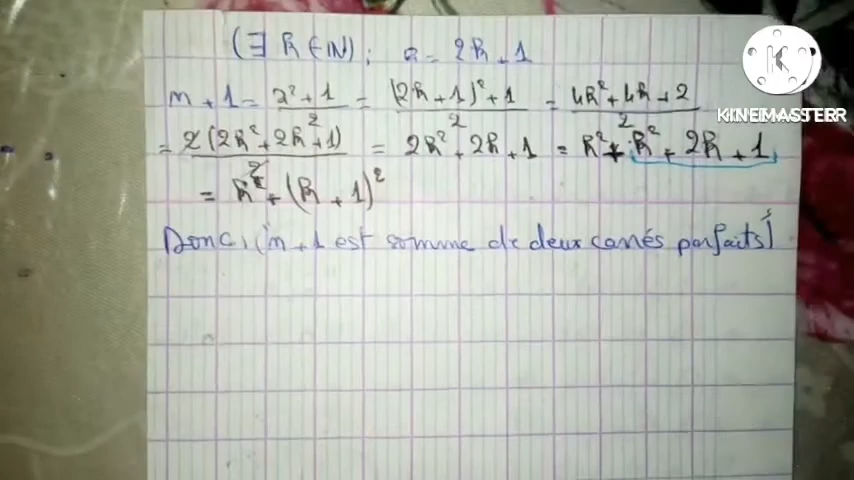 (∃ k ∈ IN); a = 2k + 1
n + 1 = (a² + 1)/2 = ((2k + 1)² + 1)/2 = (4k² + 4k + 2)/2
= 2(2k² + 2k + 1)/2 = 2k² + 2k + 1 = k² + k² + 2k + 1
= k² + (k + 1)²
Donc, "n + 1 est somme de deux carrés parfaits"
K
KINEMASTER